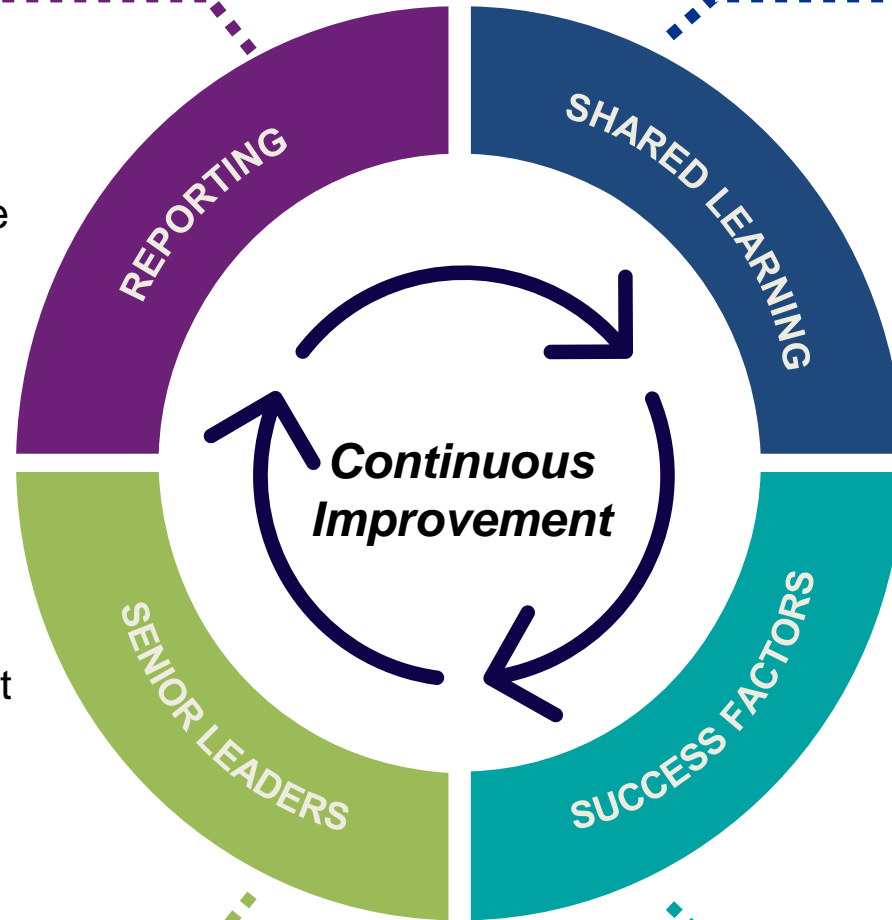 REPORTING
SHARED LEARNING
e
Continuous
Improvement
t
SENIOR LEADERS
SUCCESS FACTORS